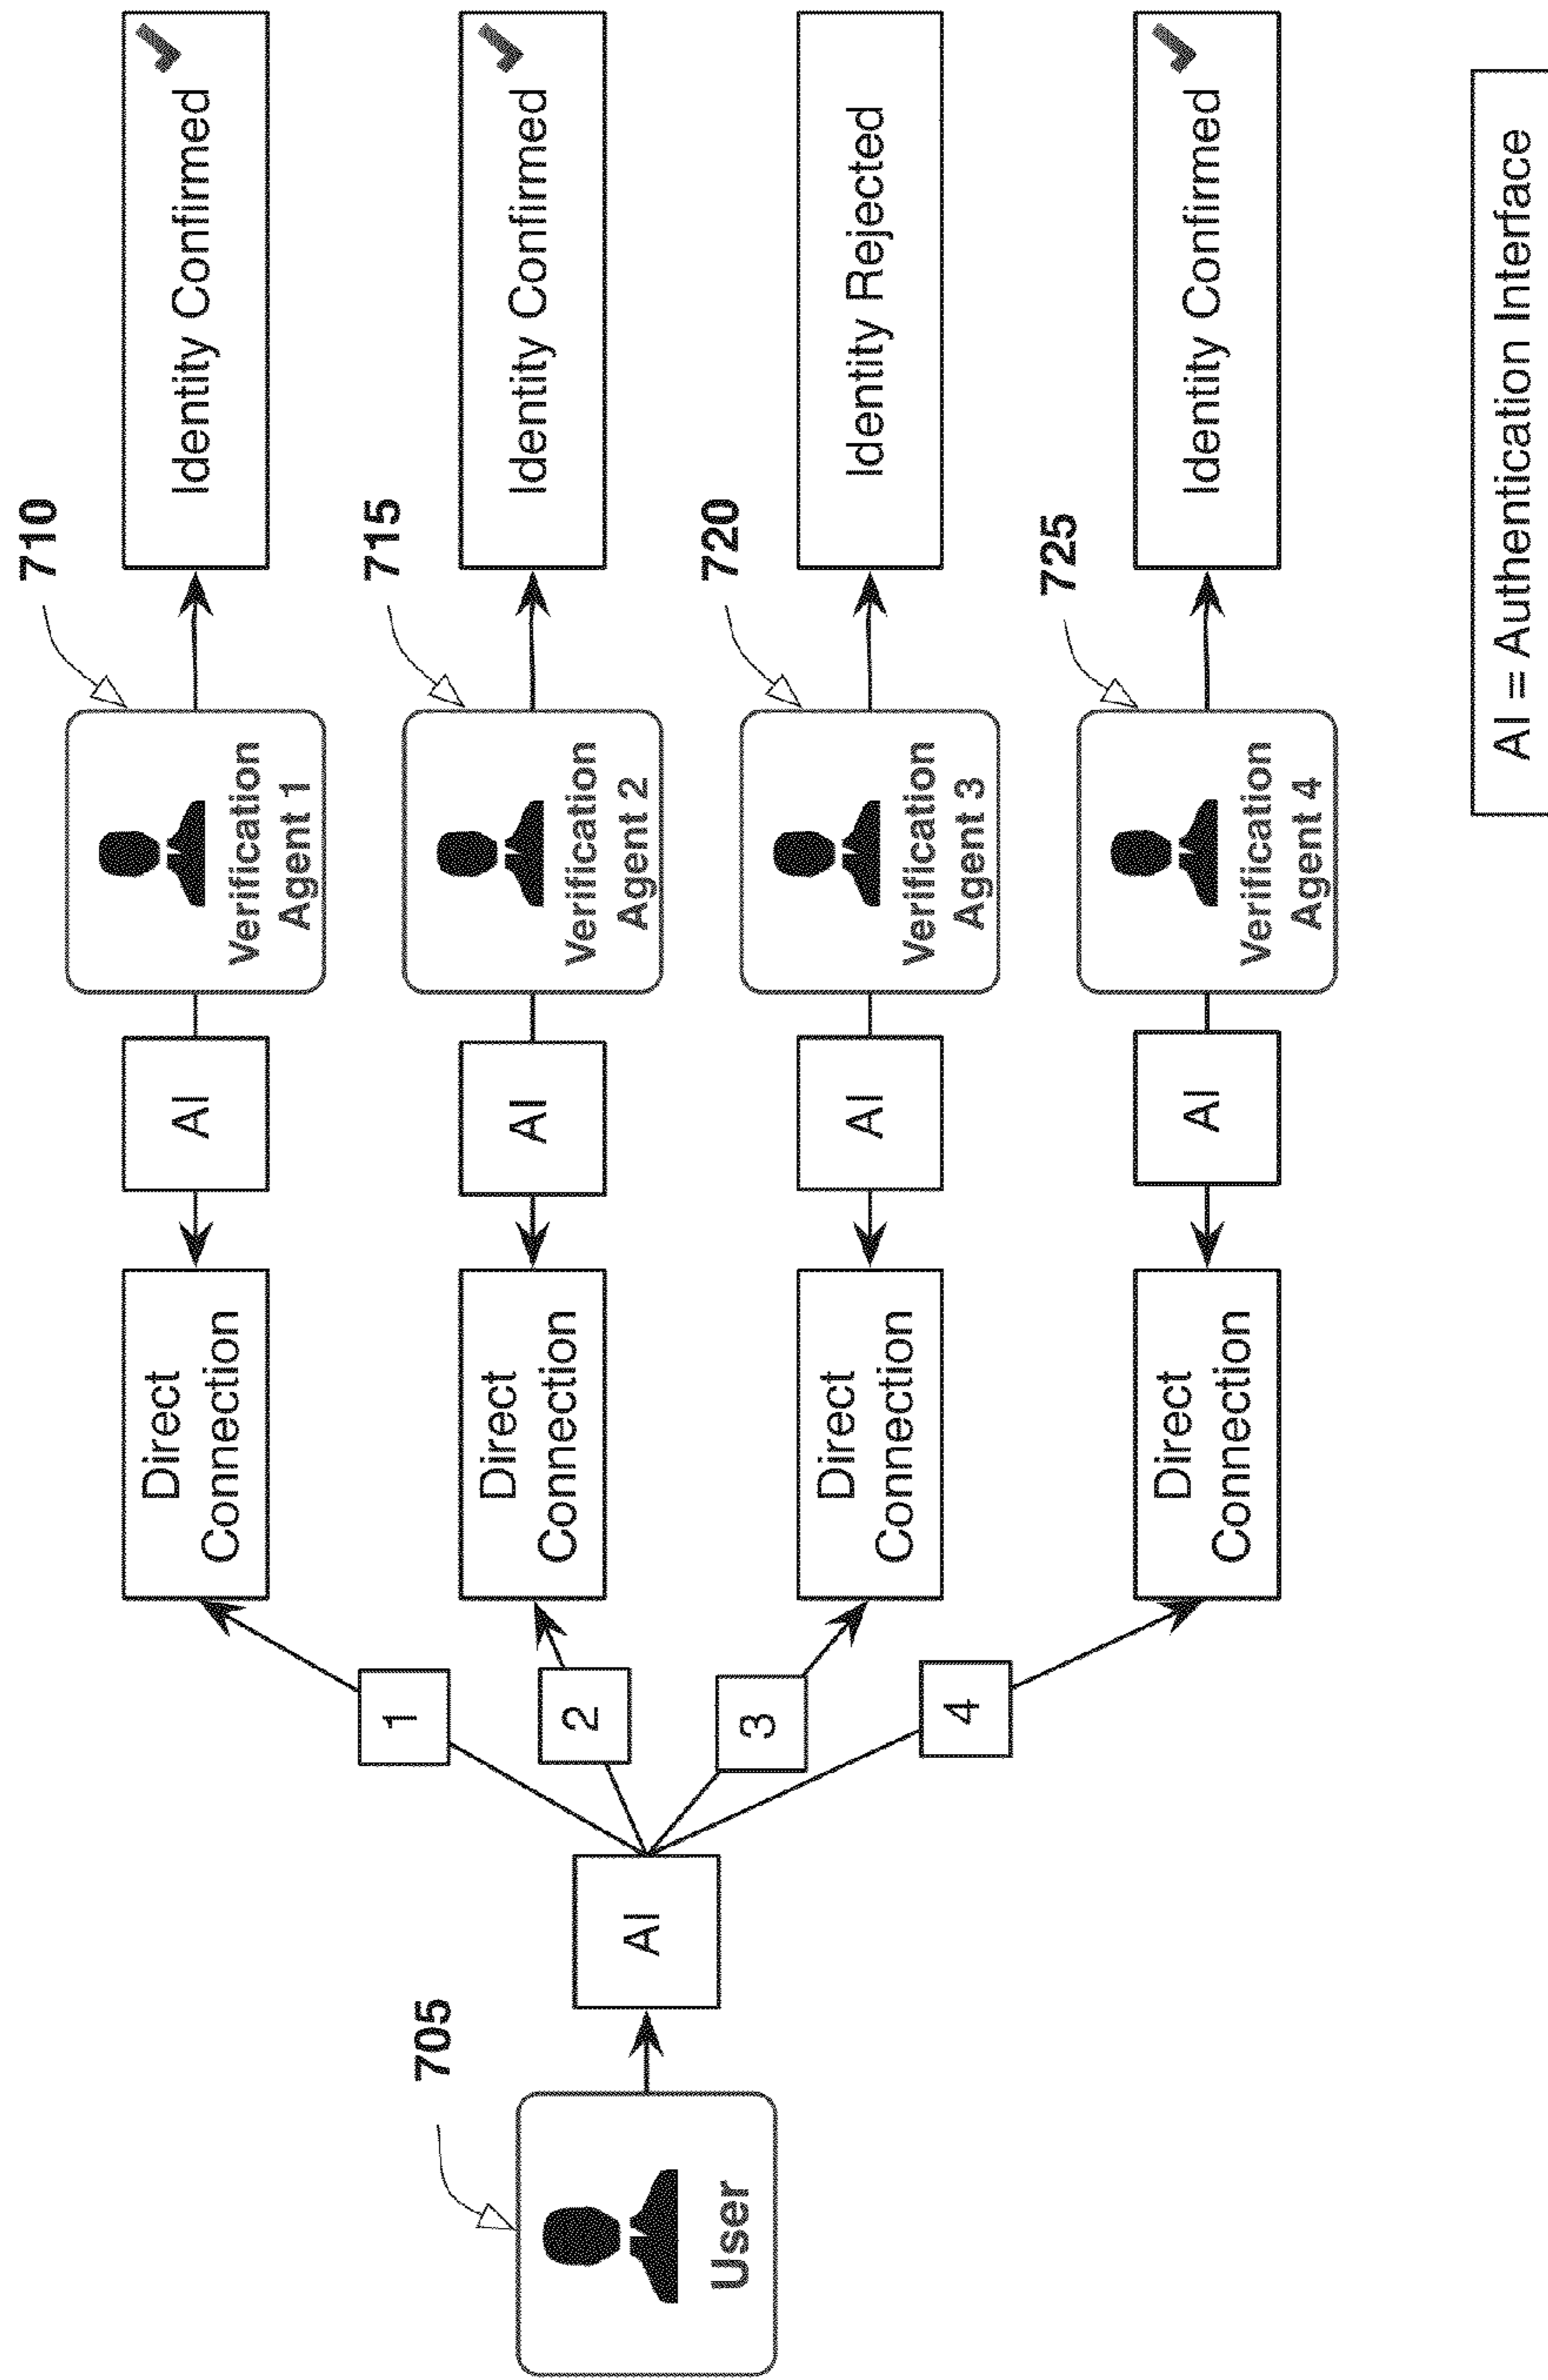 705
User
AI
1
2
3
4
Direct
Connection
AI
710
Verification
Agent 1
Identity Confirmed
Direct
Connection
AI
715
Verification
Agent 2
Identity Confirmed
Direct
Connection
AI
720
Verification
Agent 3
Identity Rejected
Direct
Connection
AI
725
Verification
Agent 4
Identity Confirmed
AI = Authentication Interface